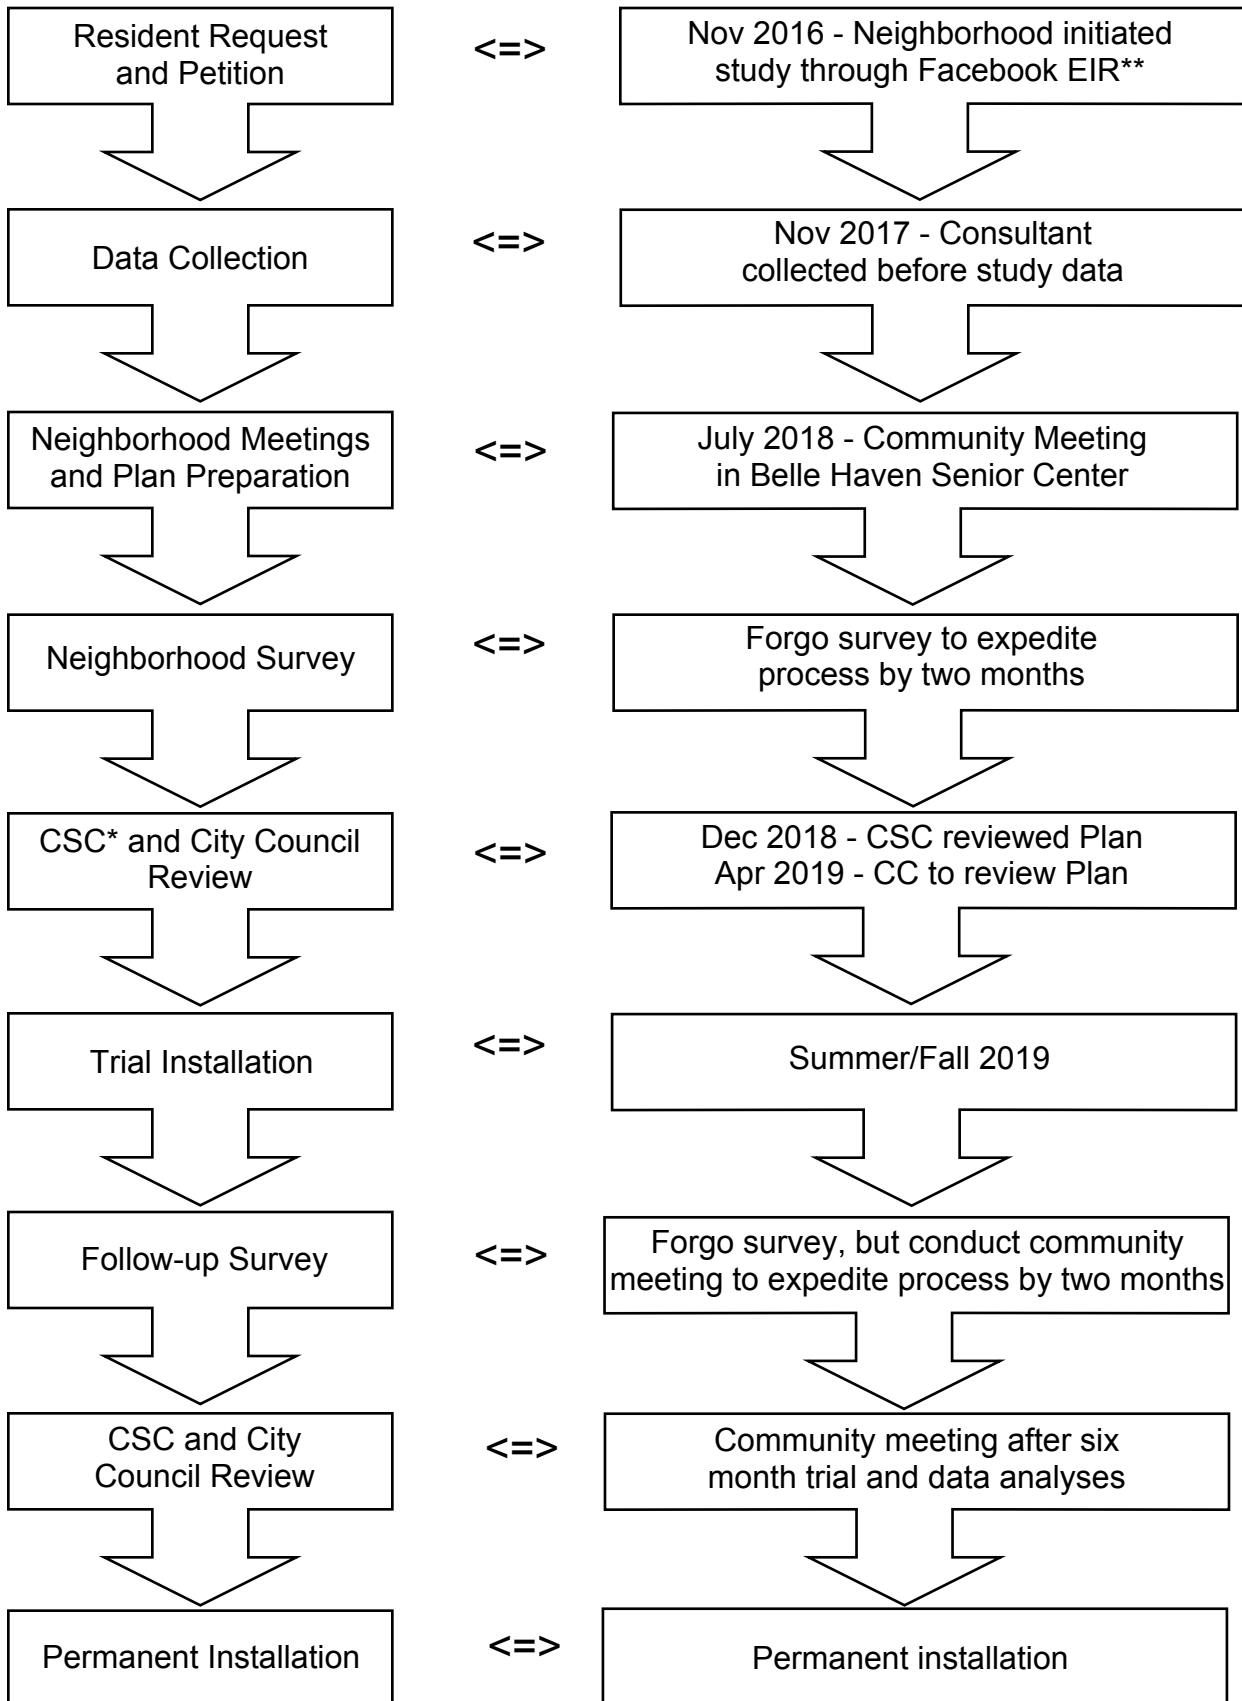 Resident Request
and Petition
<=>
Nov 2016 - Neighborhood initiated
study through Facebook EIR**
Data Collection
<=>
Nov 2017 - Consultant
collected before study data
Neighborhood Meetings
and Plan Preparation
<=>
July 2018 - Community Meeting
in Belle Haven Senior Center
Neighborhood Survey
<=>
Forgo survey to expedite
process by two months
CSC* and City Council
Review
<=>
Dec 2018 - CSC reviewed Plan
Apr 2019 - CC to review Plan
Trial Installation
<=>
Summer/Fall 2019
Follow-up Survey
<=>
Forgo survey, but conduct community
meeting to expedite process by two months
CSC and City
Council Review
<=>
Community meeting after six
month trial and data analyses
Permanent Installation
<=>
Permanent installation